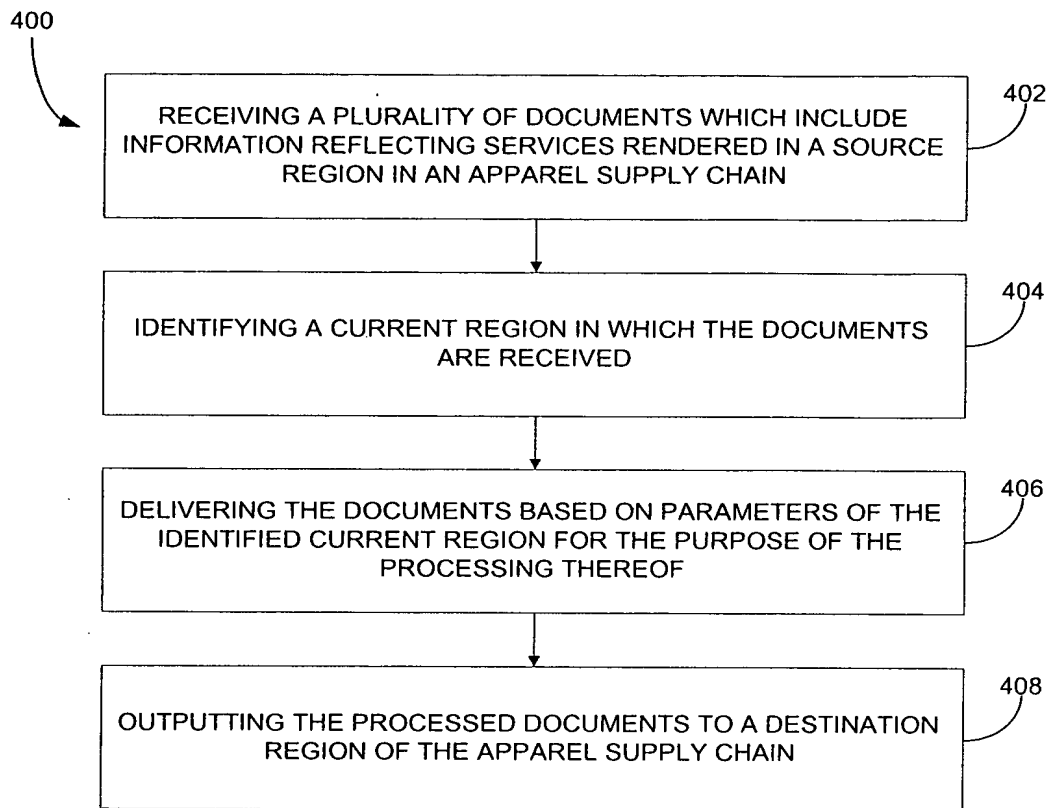 400
402
RECEIVING A PLURALITY OF DOCUMENTS WHICH INCLUDE
INFORMATION REFLECTING SERVICES RENDERED IN A SOURCE
REGION IN AN APPAREL SUPPLY CHAIN
404
IDENTIFYING A CURRENT REGION IN WHICH THE DOCUMENTS
ARE RECEIVED
406
DELIVERING THE DOCUMENTS BASED ON PARAMETERS OF THE
IDENTIFIED CURRENT REGION FOR THE PURPOSE OF THE
PROCESSING THEREOF
408
OUTPUTTING THE PROCESSED DOCUMENTS TO A DESTINATION
REGION OF THE APPAREL SUPPLY CHAIN